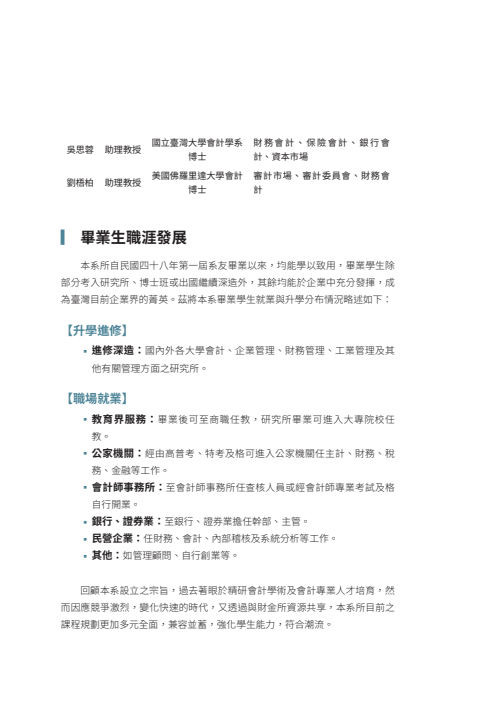 吳思蓉 助理教授 國立臺灣大學會計學系博士 財務會計、保險會計、銀行會計、資本市場
劉梧柏 助理教授 美國佛羅里達大學會計博士 審計市場、審計委員會、財務會計
畢業生職涯發展
本系所自民國四十八年第一屆系友畢業以來，均能學以致用，畢業學生除
部分考入研究所、博士班或出國繼續深造外，其餘均能於企業中充分發揮，成
為臺灣目前企業界的菁英。茲將本系畢業學生就業與升學分布情況略述如下：
【升學進修】
▪ 進修深造：國內外各大學會計、企業管理、財務管理、工業管理及其
他有關管理方面之研究所。
【職場就業】
▪ 教育界服務：畢業後可至商職任教，研究所畢業可進入大專院校任
教。
▪ 公家機關：經由高普考、特考及格可進入公家機關任主計、財務、稅
務、金融等工作。
▪ 會計師事務所：至會計師事務所任查核人員或經會計師專業考試及格
自行開業。
▪ 銀行、證券業：至銀行、證券業擔任幹部、主管。
▪ 民營企業：任財務、會計、內部稽核及系統分析等工作。
▪ 其他：如管理顧問、自行創業等。
回顧本系設立之宗旨，過去著眼於精研會計學術及會計專業人才培育，然
而因應競爭激烈，變化快速的時代，又透過與財金所資源共享，本系所目前之
課程規劃更加多元全面，兼容並蓄，強化學生能力，符合潮流。